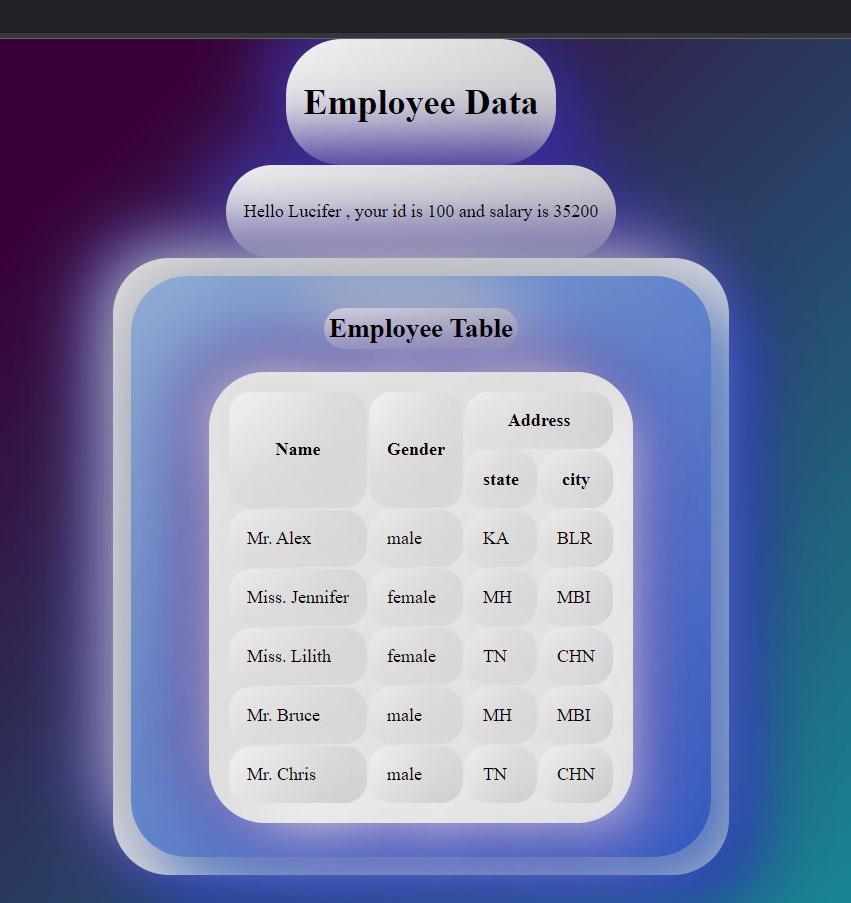 Employee Data
Hello Lucifer , your id is 100 and salary is 35200
Employee Table
Name Gender Address
state city
Mr. Alex male KA BLR
Miss. Jennifer female MH MBI
Miss. Lilith female TN CHN
Mr. Bruce male MH MBI
Mr. Chris male TN CHN